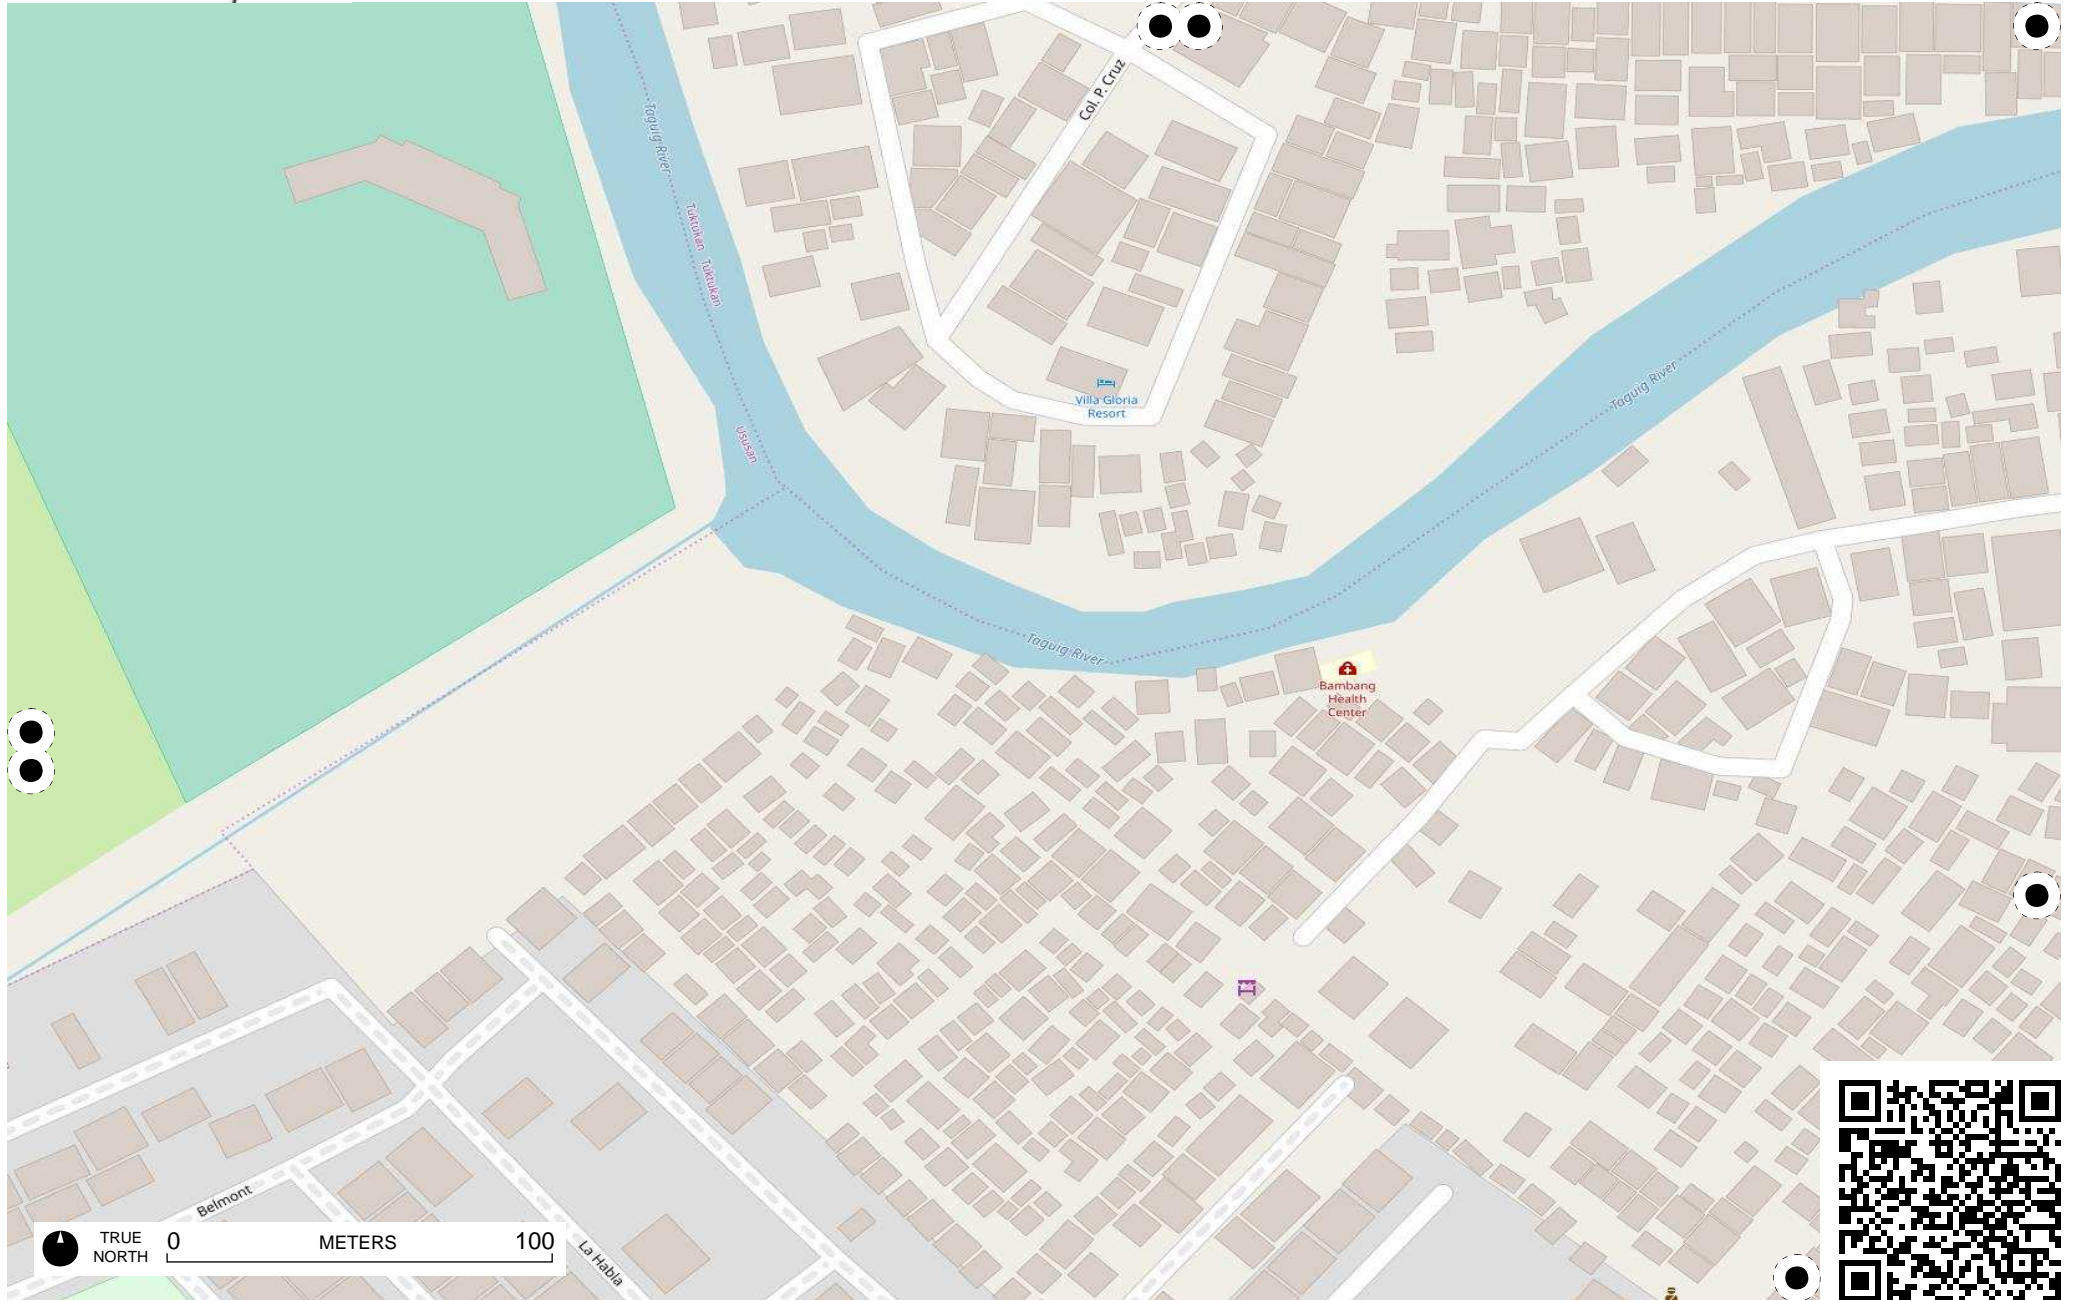 Col. P. Cruz
Taguig River
Tuktukan
Tuktukan
Taguig River
Villa Gloria
Resort
Ususan
Taguig River
Bambang
Health
Center
Belmont
La Habla
TRUE
NORTH
0
METERS
100